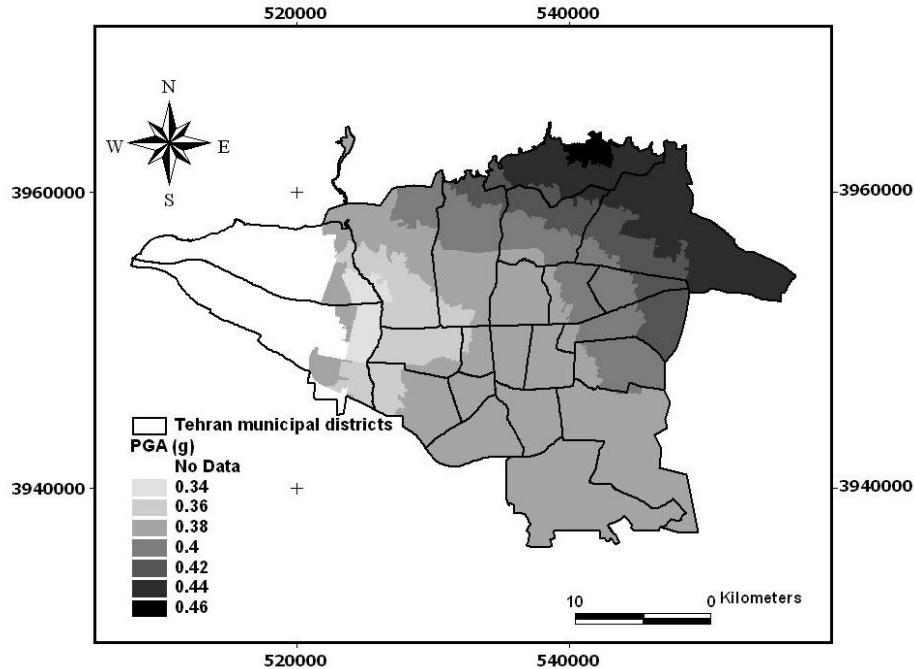 520000 540000
N
W E
S
3960000 3960000
Tehran municipal districts
PGA (g)
No Data
0.34
0.36
0.38
0.4
0.42
0.44
0.46
3940000 3940000
10 0 Kilometers
520000 540000